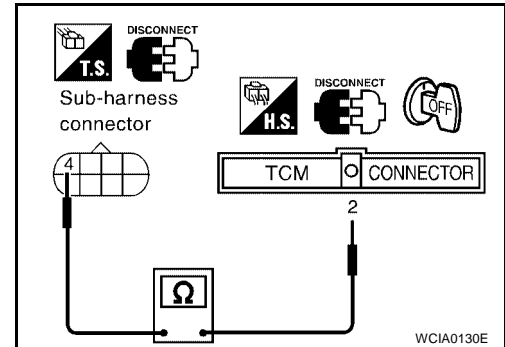 DISCONNECT
T.S.
Sub-harness
connector
4
DISCONNECT
H.S.
OFF
TCM CONNECTOR
2
Ω
WCIA0130E